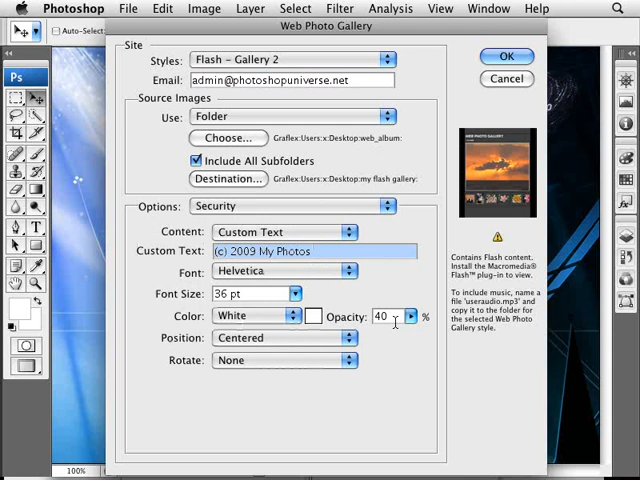 Photoshop File Edit Image Layer Select Filter Analysis View Window Help
Auto-Select:
Web Photo Gallery
Site
Styles: Flash - Gallery 2
OK
Email: admin@photoshopuniverse.net
Cancel
Ps
Source Images
Use: Folder
Choose... Graflex:Users:x:Desktop:web_album:
Include All Subfolders
Destination... Graflex:Users:x:Desktop:my flash gallery:
WEB PHOTO GALLERY
Options: Security
Content: Custom Text
Custom Text: (c) 2009 My Photos
Font: Helvetica
Font Size: 36 pt
Color: White Opacity: 40 %
Position: Centered
Rotate: None
Contains Flash content.
Install the Macromedia®
Flash™ plug-in to view.
To include music, name a
file 'useraudio.mp3' and
copy it to the folder for
the selected Web Photo
Gallery style.
100%